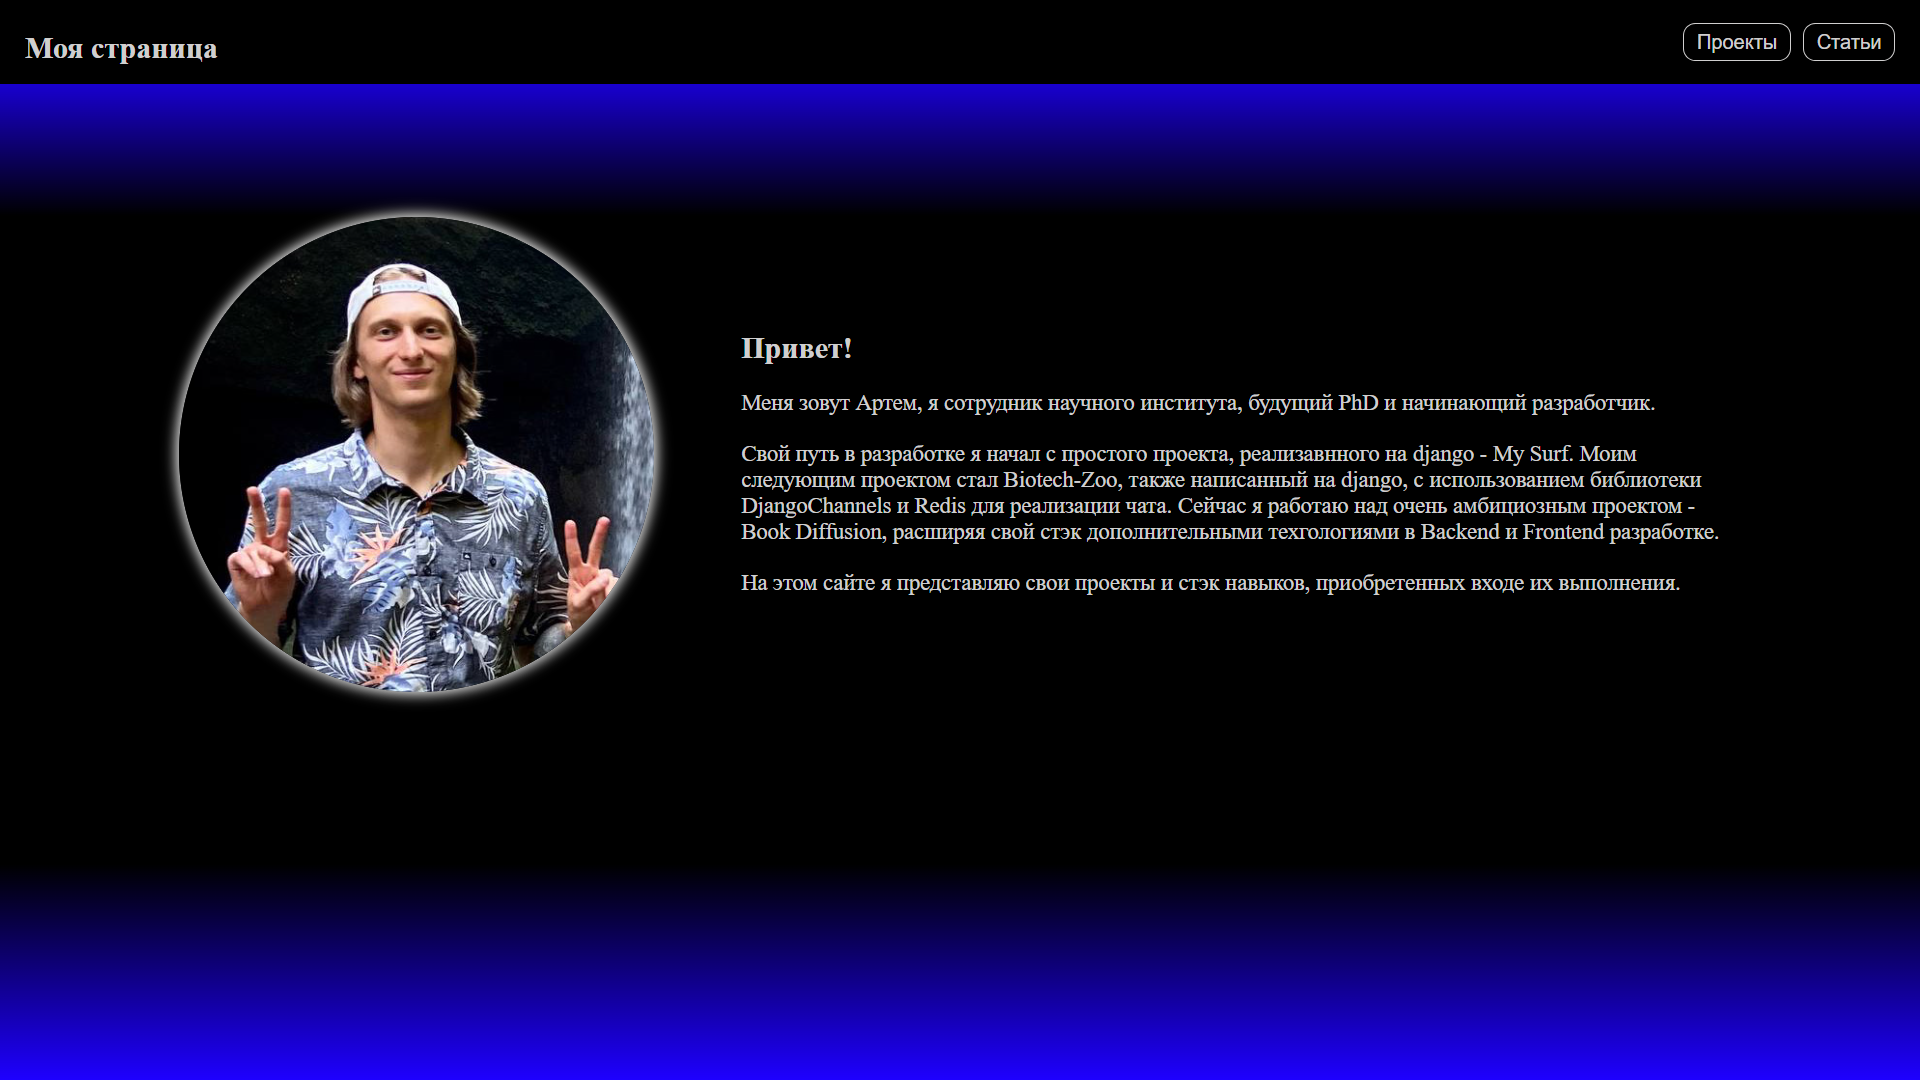 Моя страница
Проекты
Статьи
Привет!
Меня зовут Артем, я сотрудник научного института, будущий PhD и начинающий разработчик.
Свой путь в разработке я начал с простого проекта, реализавнного на django - My Surf. Моим
следующим проектом стал Biotech-Zoo, также написанный на django, с использованием библиотеки
DjangoChannels и Redis для реализации чата. Сейчас я работаю над очень амбициозным проектом -
Book Diffusion, расширяя свой стэк дополнительными техгологиями в Backend и Frontend разработке.
На этом сайте я представляю свои проекты и стэк навыков, приобретенных входе их выполнения.